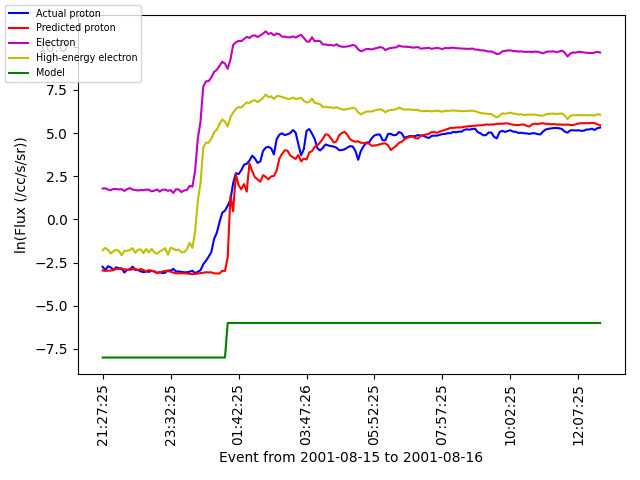 Actual proton
Predicted proton
Electron
High-energy electron
Model
10.0
7.5
5.0
2.5
0.0
−2.5
−5.0
−7.5
ln(Flux (/cc/s/sr))
21:27:25
23:32:25
01:42:25
03:47:26
05:52:25
07:57:25
10:02:25
12:07:25
Event from 2001-08-15 to 2001-08-16